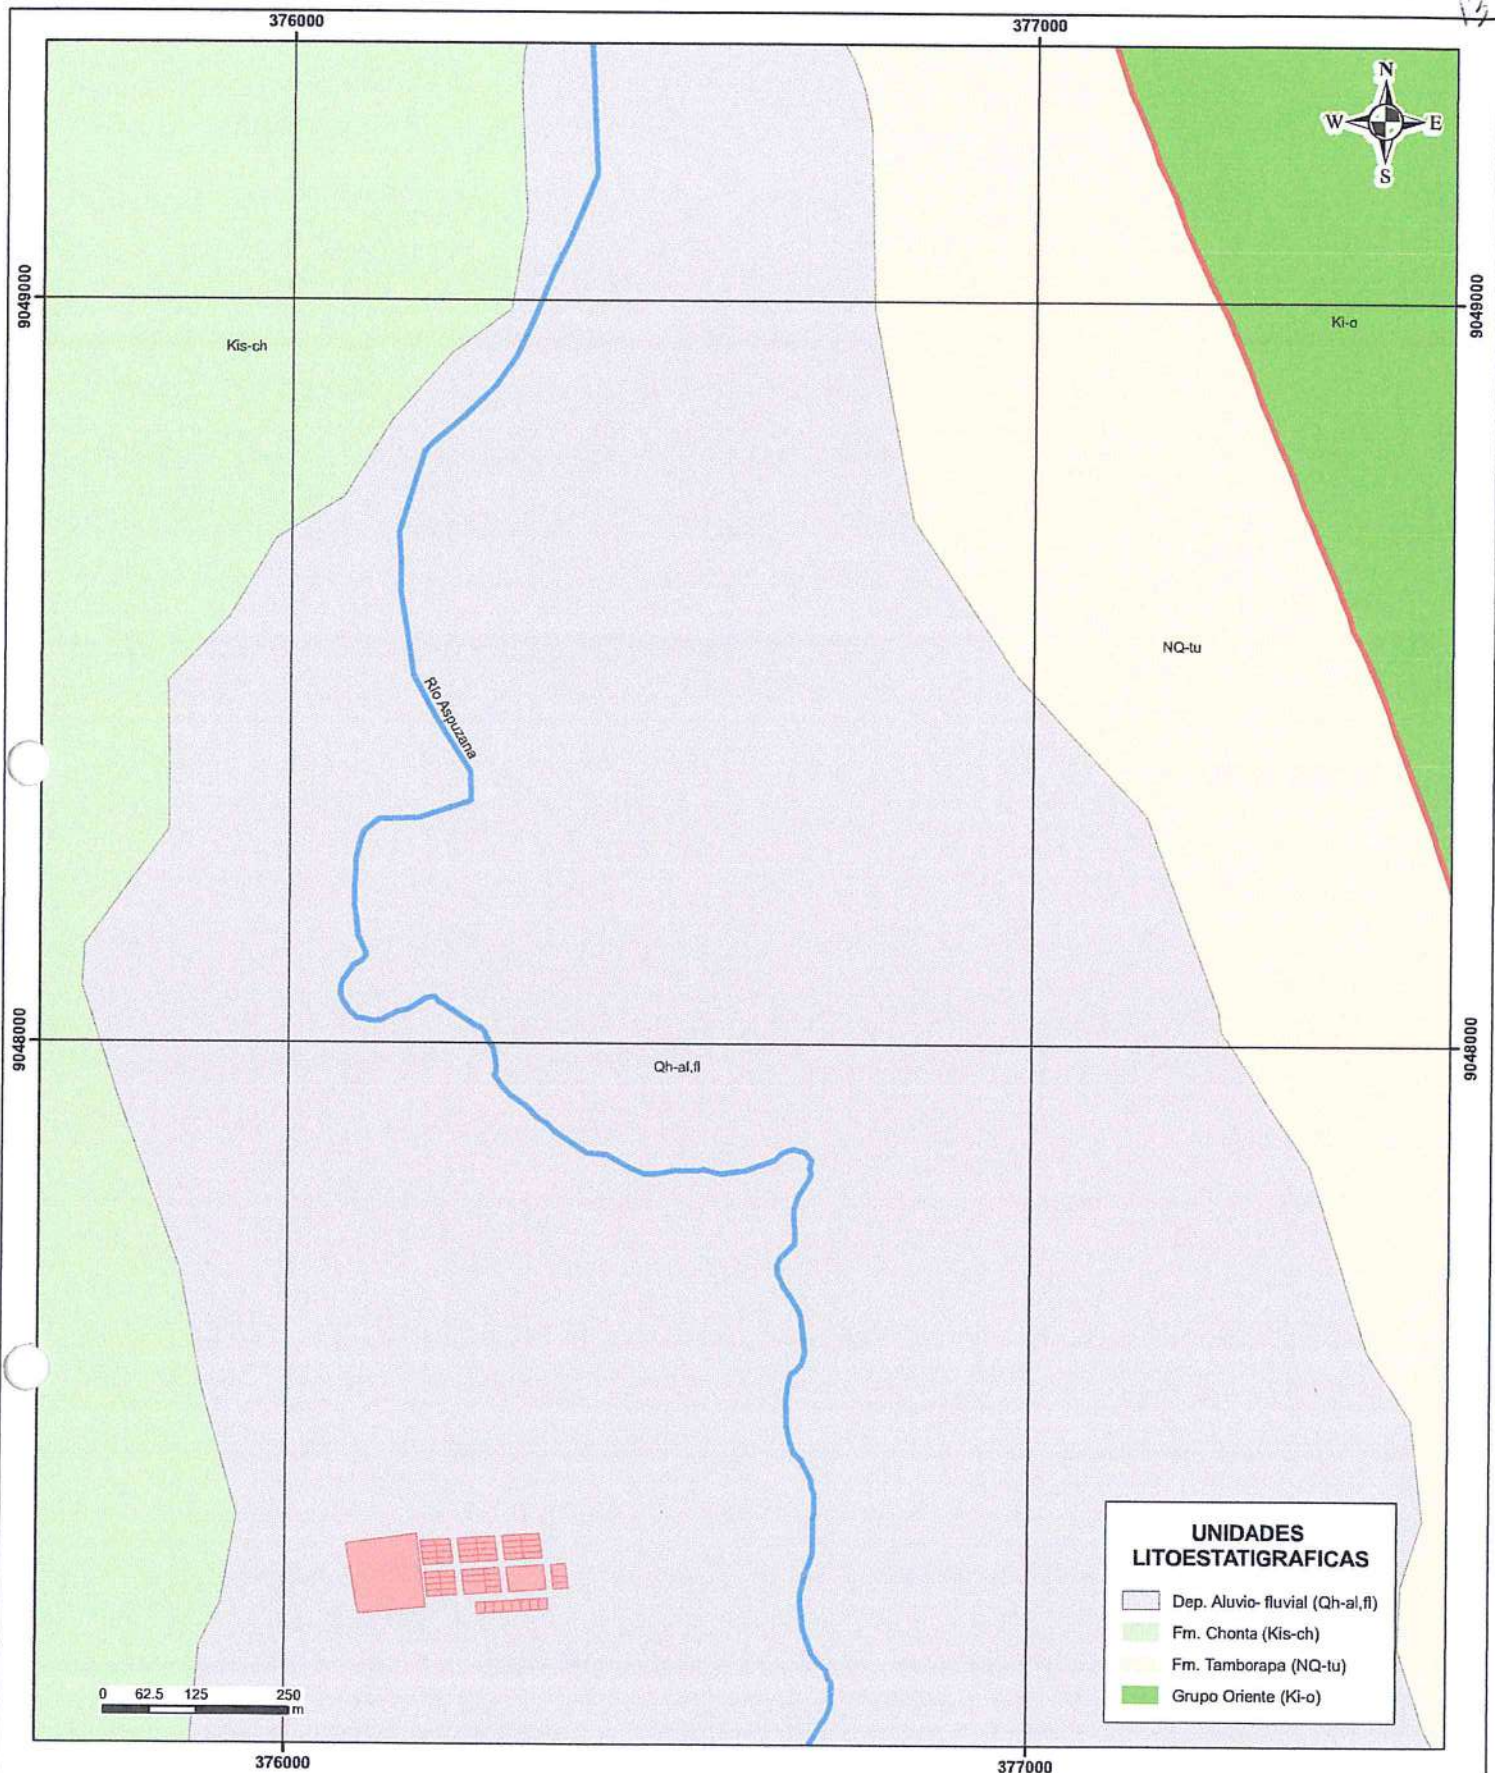 376000
377000
N
W
E
S
9049000
9049000
Kis-ch
Ki-o
NQ-tu
Río Aspuzana
9048000
9048000
Qh-al,fl
UNIDADES
LITOESTATIGRAFICAS
Dep. Aluvio- fluvial (Qh-al,fl)
Fm. Chonta (Kis-ch)
Fm. Tamborapa (NQ-tu)
Grupo Oriente (Ki-o)
0 62.5 125 250
m
376000
377000